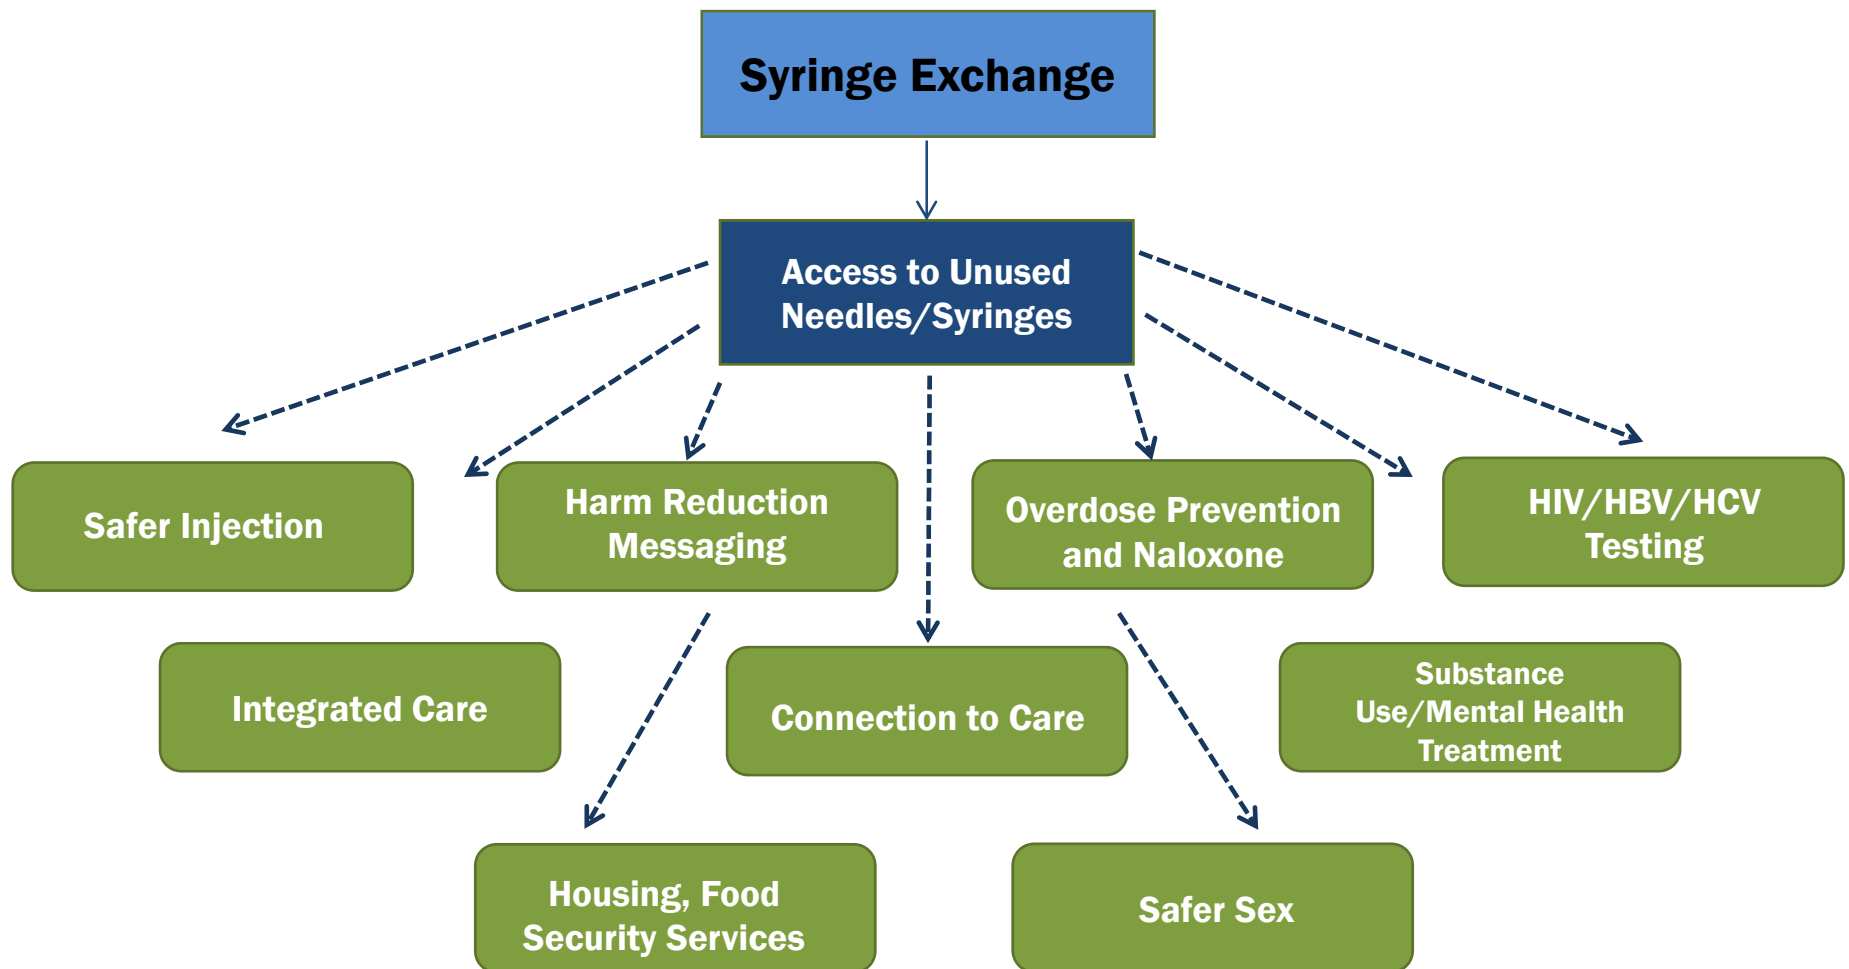 Syringe Exchange
Access to Unused
Needles/Syringes
Safer Injection
Harm Reduction
Messaging
Overdose Prevention
and Naloxone
HIV/HBV/HCV
Testing
Integrated Care
Connection to Care
Substance
Use/Mental Health
Treatment
Housing, Food
Security Services
Safer Sex